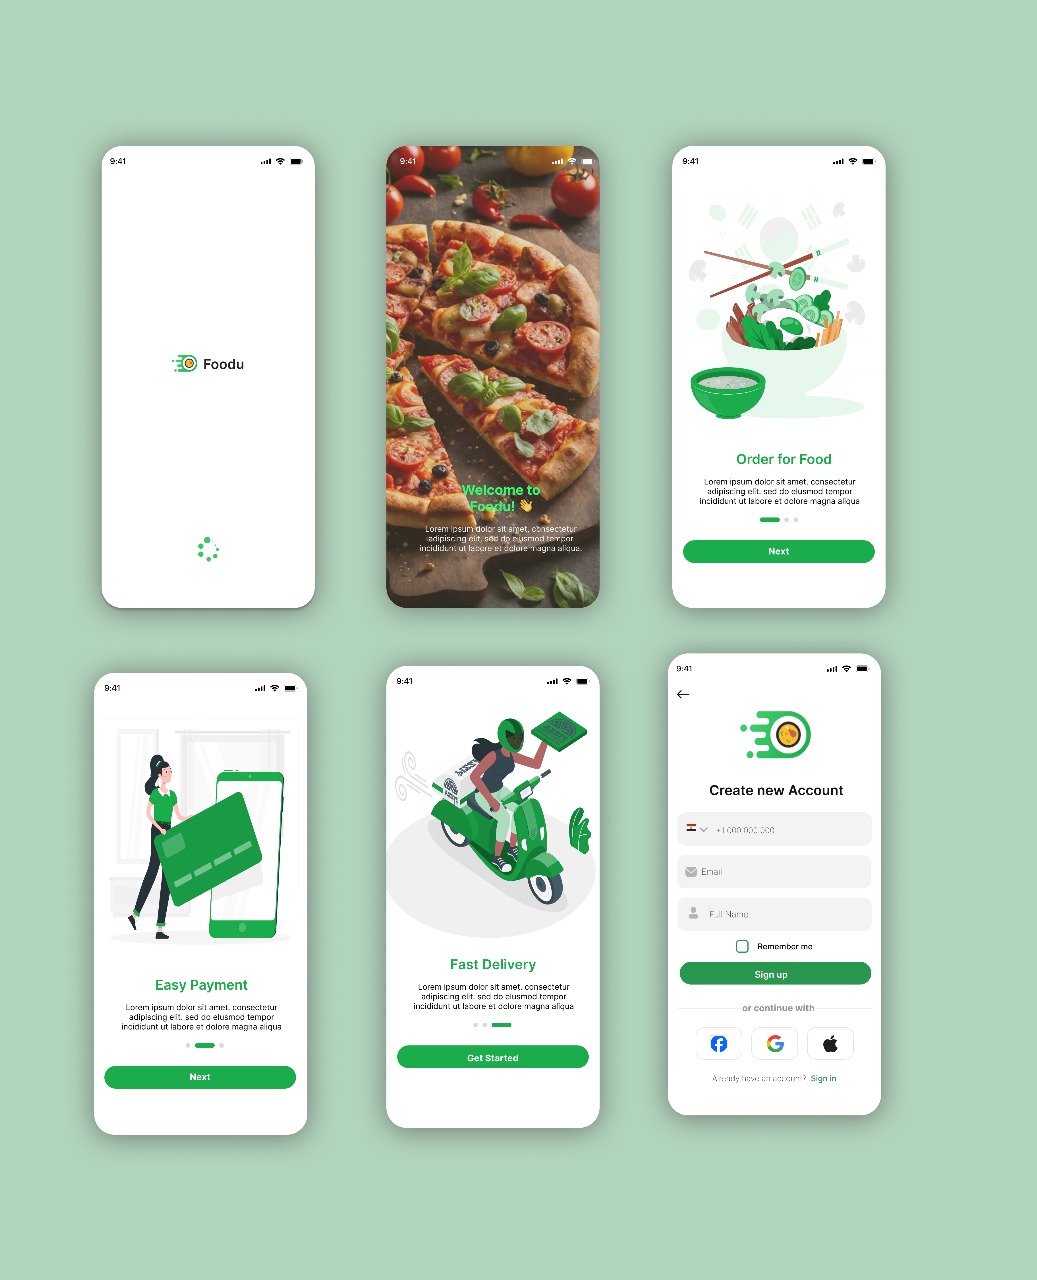 9:41
Foodu
9:41
Welcome to
Foodu! 👋
Lorem ipsum dolor sit amet, consectetur
adipiscing elit, sed do eiusmod tempor
incididunt ut labore et dolore magna aliqua.
9:41
Order for Food
Lorem ipsum dolor sit amet, consectetur
adipiscing elit, sed do eiusmod tempor
incididunt ut labore et dolore magna aliqua
Next
9:41
Easy Payment
Lorem ipsum dolor sit amet, consectetur
adipiscing elit, sed do eiusmod tempor
incididunt ut labore et dolore magna aliqua
Next
9:41
Fast Delivery
Lorem ipsum dolor sit amet, consectetur
adipiscing elit, sed do eiusmod tempor
incididunt ut labore et dolore magna aliqua
Get Started
9:41
Create new Account
+1 000 000 000
Email
Full Name
Remember me
Sign up
or continue with
Already have an account? Sign in